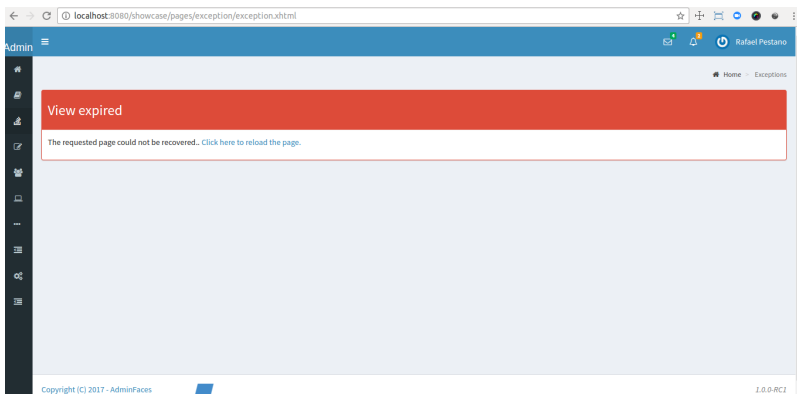 localhost:8080/showcase/pages/exception/exception.xhtml
Admin
Rafael Pestano
Home > Exceptions
View expired
The requested page could not be recovered.. Click here to reload the page.
Copyright (C) 2017 - AdminFaces
1.0.0-RC1